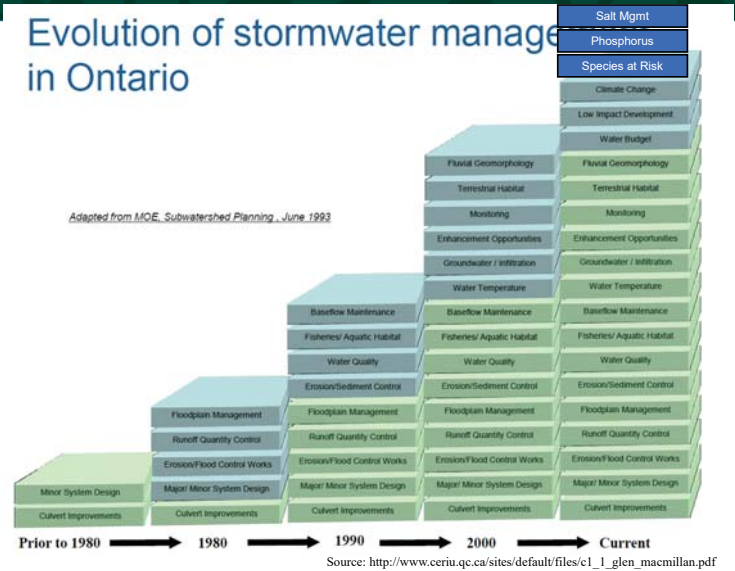 Evolution of stormwater manage
in Ontario
Salt Mgmt
Phosphorus
Species at Risk
Adapted from MOE, Subwatershed Planning , June 1993
Minor System Design
Culvert Improvements
Floodplain Management
Runoff Quantity Control
Erosion/Flood Control Works
Major/ Minor System Design
Culvert Improvements
Baseflow Maintenance
Fisheries/ Aquatic Habitat
Water Quality
Erosion/Sediment Control
Floodplain Management
Runoff Quantity Control
Erosion/Flood Control Works
Major/ Minor System Design
Culvert Improvements
Fluvial Geomorphology
Terrestrial Habitat
Monitoring
Enhancement Opportunities
Groundwater / Infiltration
Water Temperature
Baseflow Maintenance
Fisheries/ Aquatic Habitat
Water Quality
Erosion/Sediment Control
Floodplain Management
Runoff Quantity Control
Erosion/Flood Control Works
Major/ Minor System Design
Culvert Improvements
Climate Change
Low Impact Development
Water Budget
Fluvial Geomorphology
Terrestrial Habitat
Monitoring
Enhancement Opportunities
Groundwater / Infiltration
Water Temperature
Baseflow Maintenance
Fisheries/ Aquatic Habitat
Water Quality
Erosion/Sediment Control
Floodplain Management
Runoff Quantity Control
Erosion/Flood Control Works
Major/ Minor System Design
Culvert Improvements
Prior to 1980 1980 1990 2000 Current
Source: http://www.ceriu.qc.ca/sites/default/files/c1_1_glen_macmillan.pdf